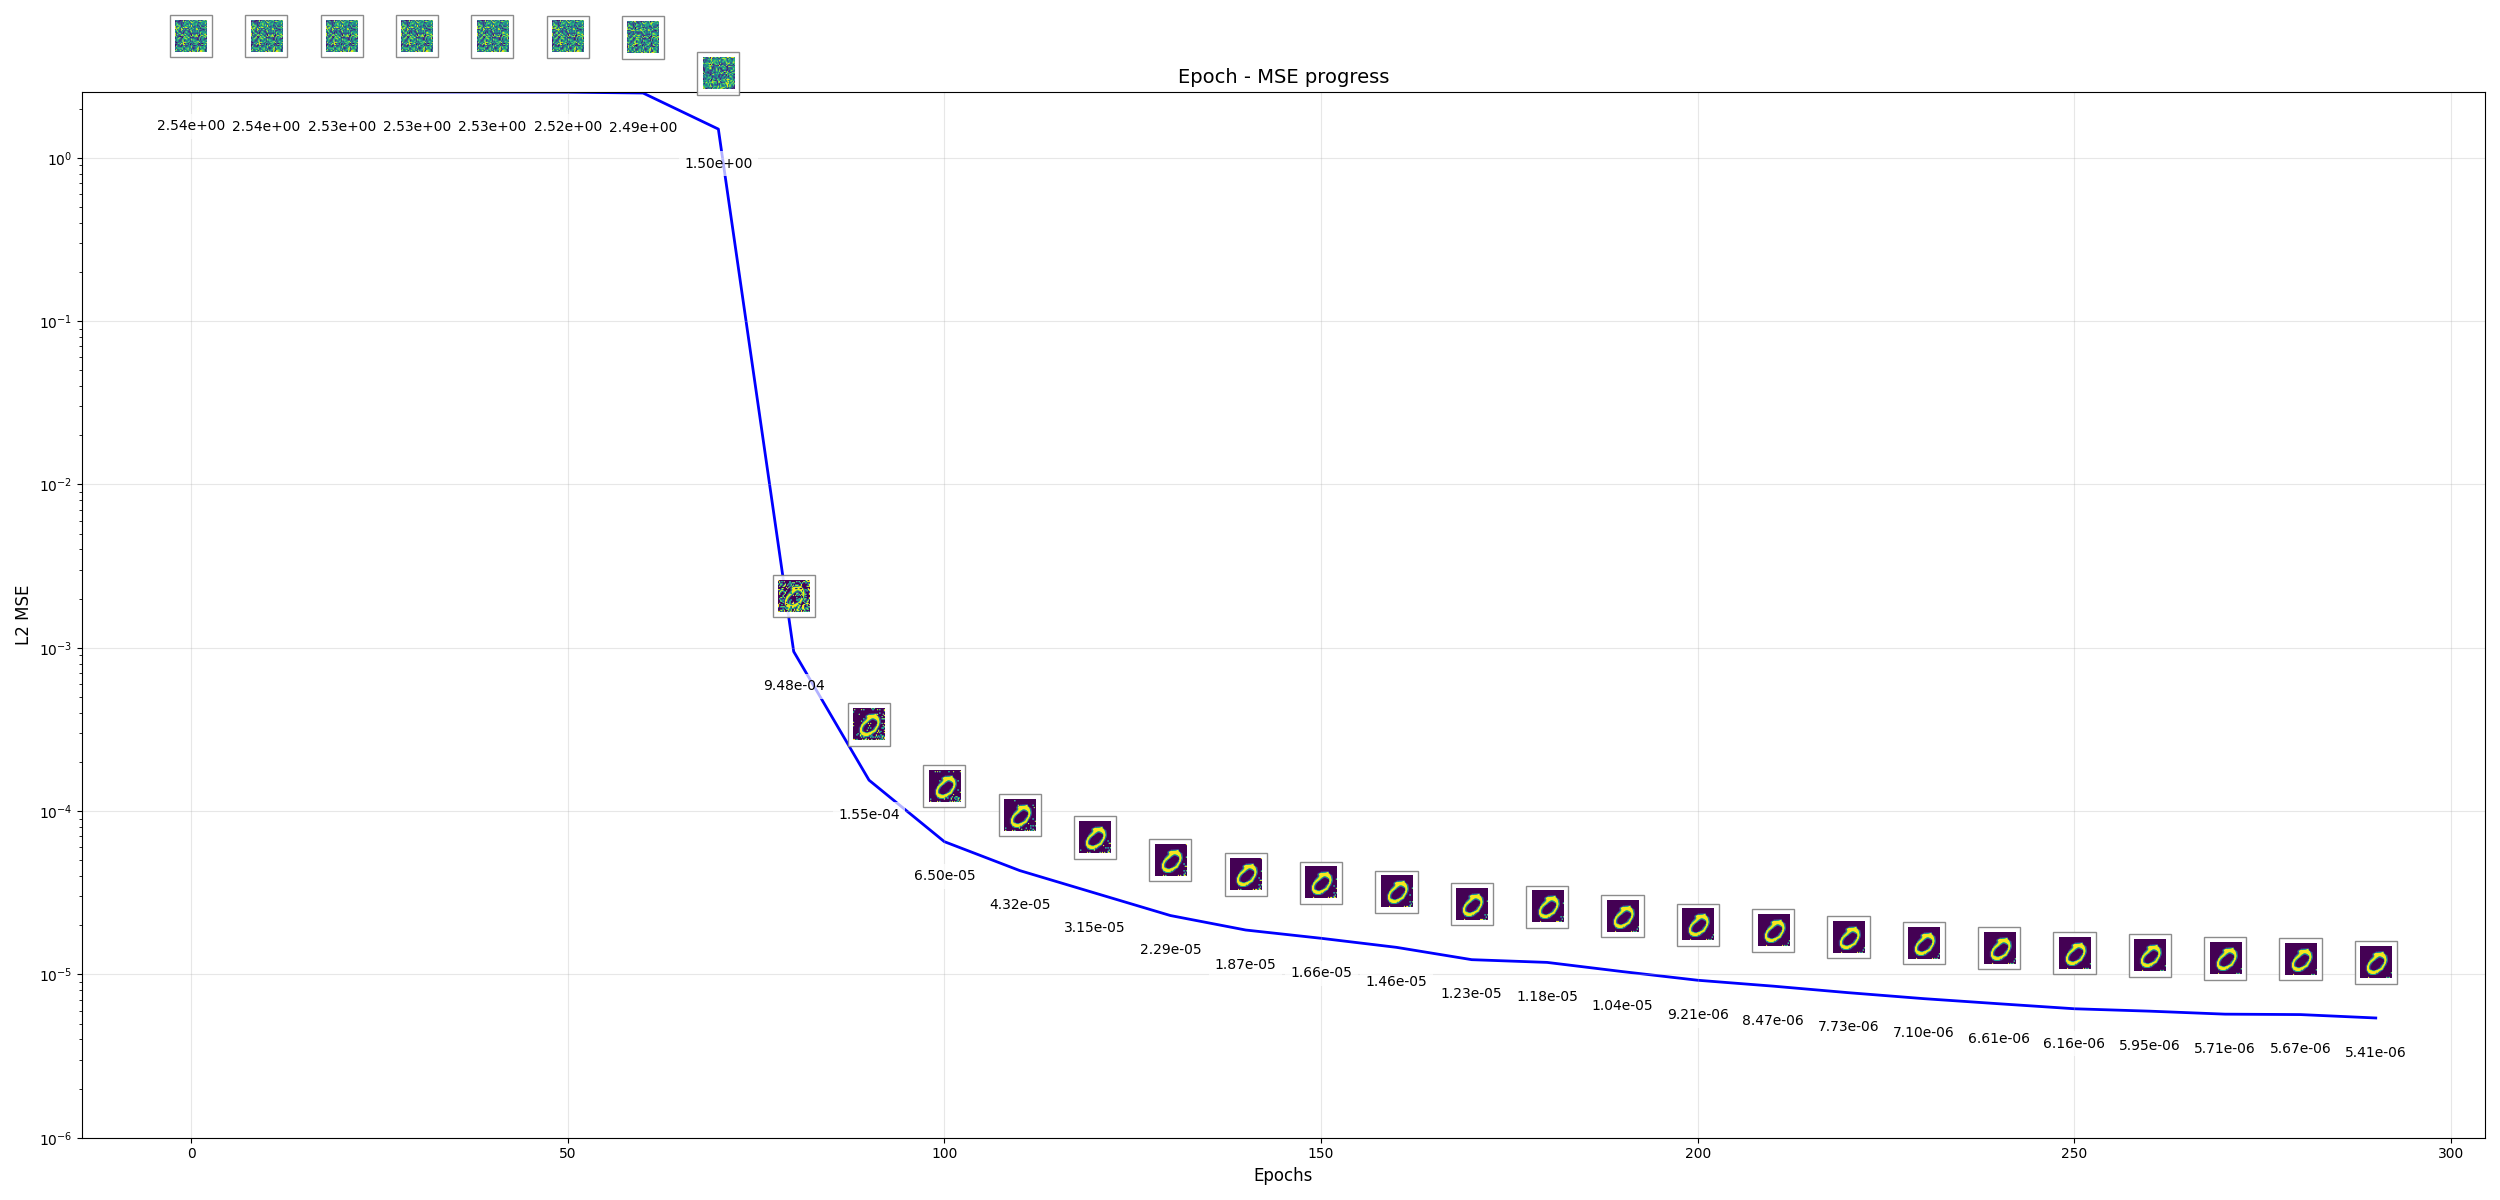 Epoch - MSE progress
2.54e+00 2.54e+00 2.53e+00 2.53e+00 2.53e+00 2.52e+00 2.49e+00
1.50e+00
9.48e-04
1.55e-04
6.50e-05
4.32e-05
3.15e-05
2.29e-05
1.87e-05
1.66e-05
1.46e-05
1.23e-05
1.18e-05
1.04e-05
9.21e-06
8.47e-06
7.73e-06
7.10e-06
6.61e-06
6.16e-06
5.95e-06
5.71e-06
5.67e-06
5.41e-06
L2 MSE
10⁰
10⁻¹
10⁻²
10⁻³
10⁻⁴
10⁻⁵
10⁻⁶
0 50 100 150 200 250 300
Epochs